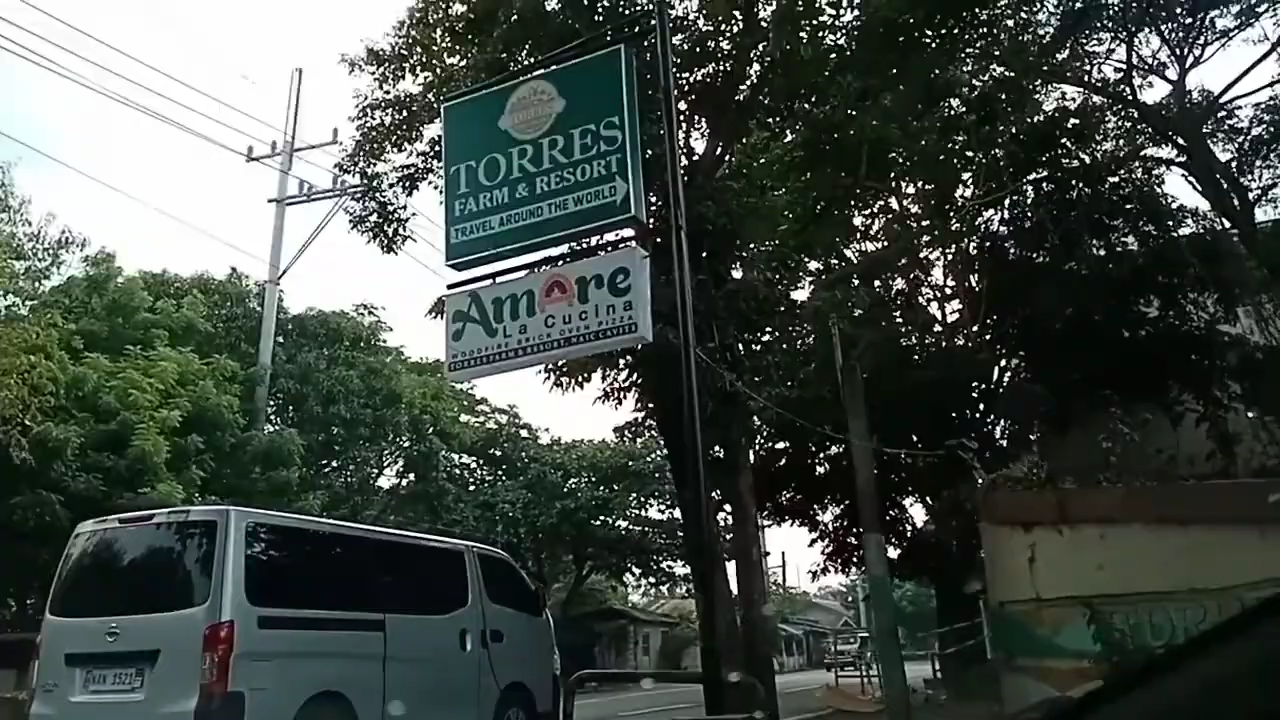 TORRES
FARM & RESORT
TRAVEL AROUND THE WORLD
Amore
La Cucina
WOODFIRE BRICK OVEN PIZZA
TORRES FARM & RESORT, NAIC CAVITE
1521